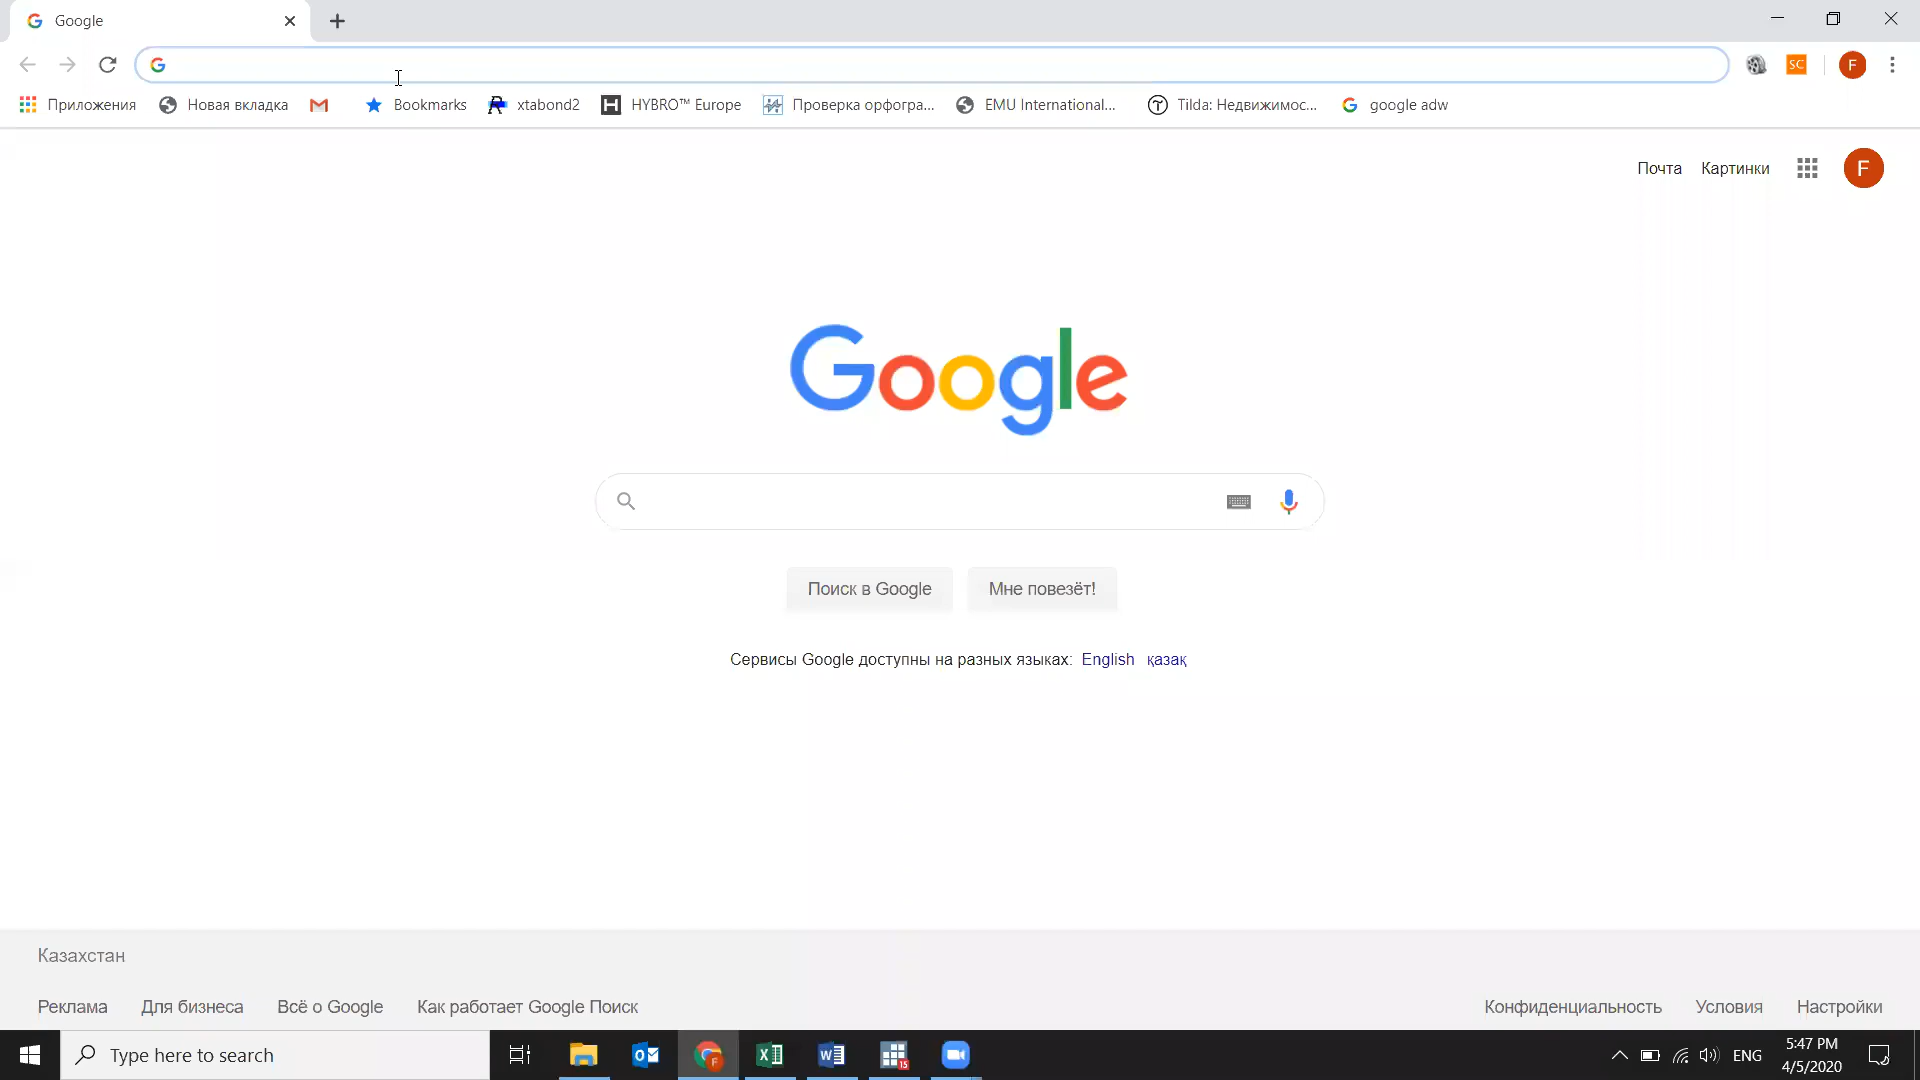 Google
SC
F
Приложения Новая вкладка Bookmarks xtabond2 HYBRO™ Europe Проверка орфогра... EMU International... Tilda: Недвижимос... google adw
Почта Картинки F
Google
Поиск в Google Мне повезёт!
Сервисы Google доступны на разных языках: English қазақ
Казахстан
Реклама Для бизнеса Всё о Google Как работает Google Поиск Конфиденциальность Условия Настройки
Type here to search
ENG
5:47 PM
4/5/2020